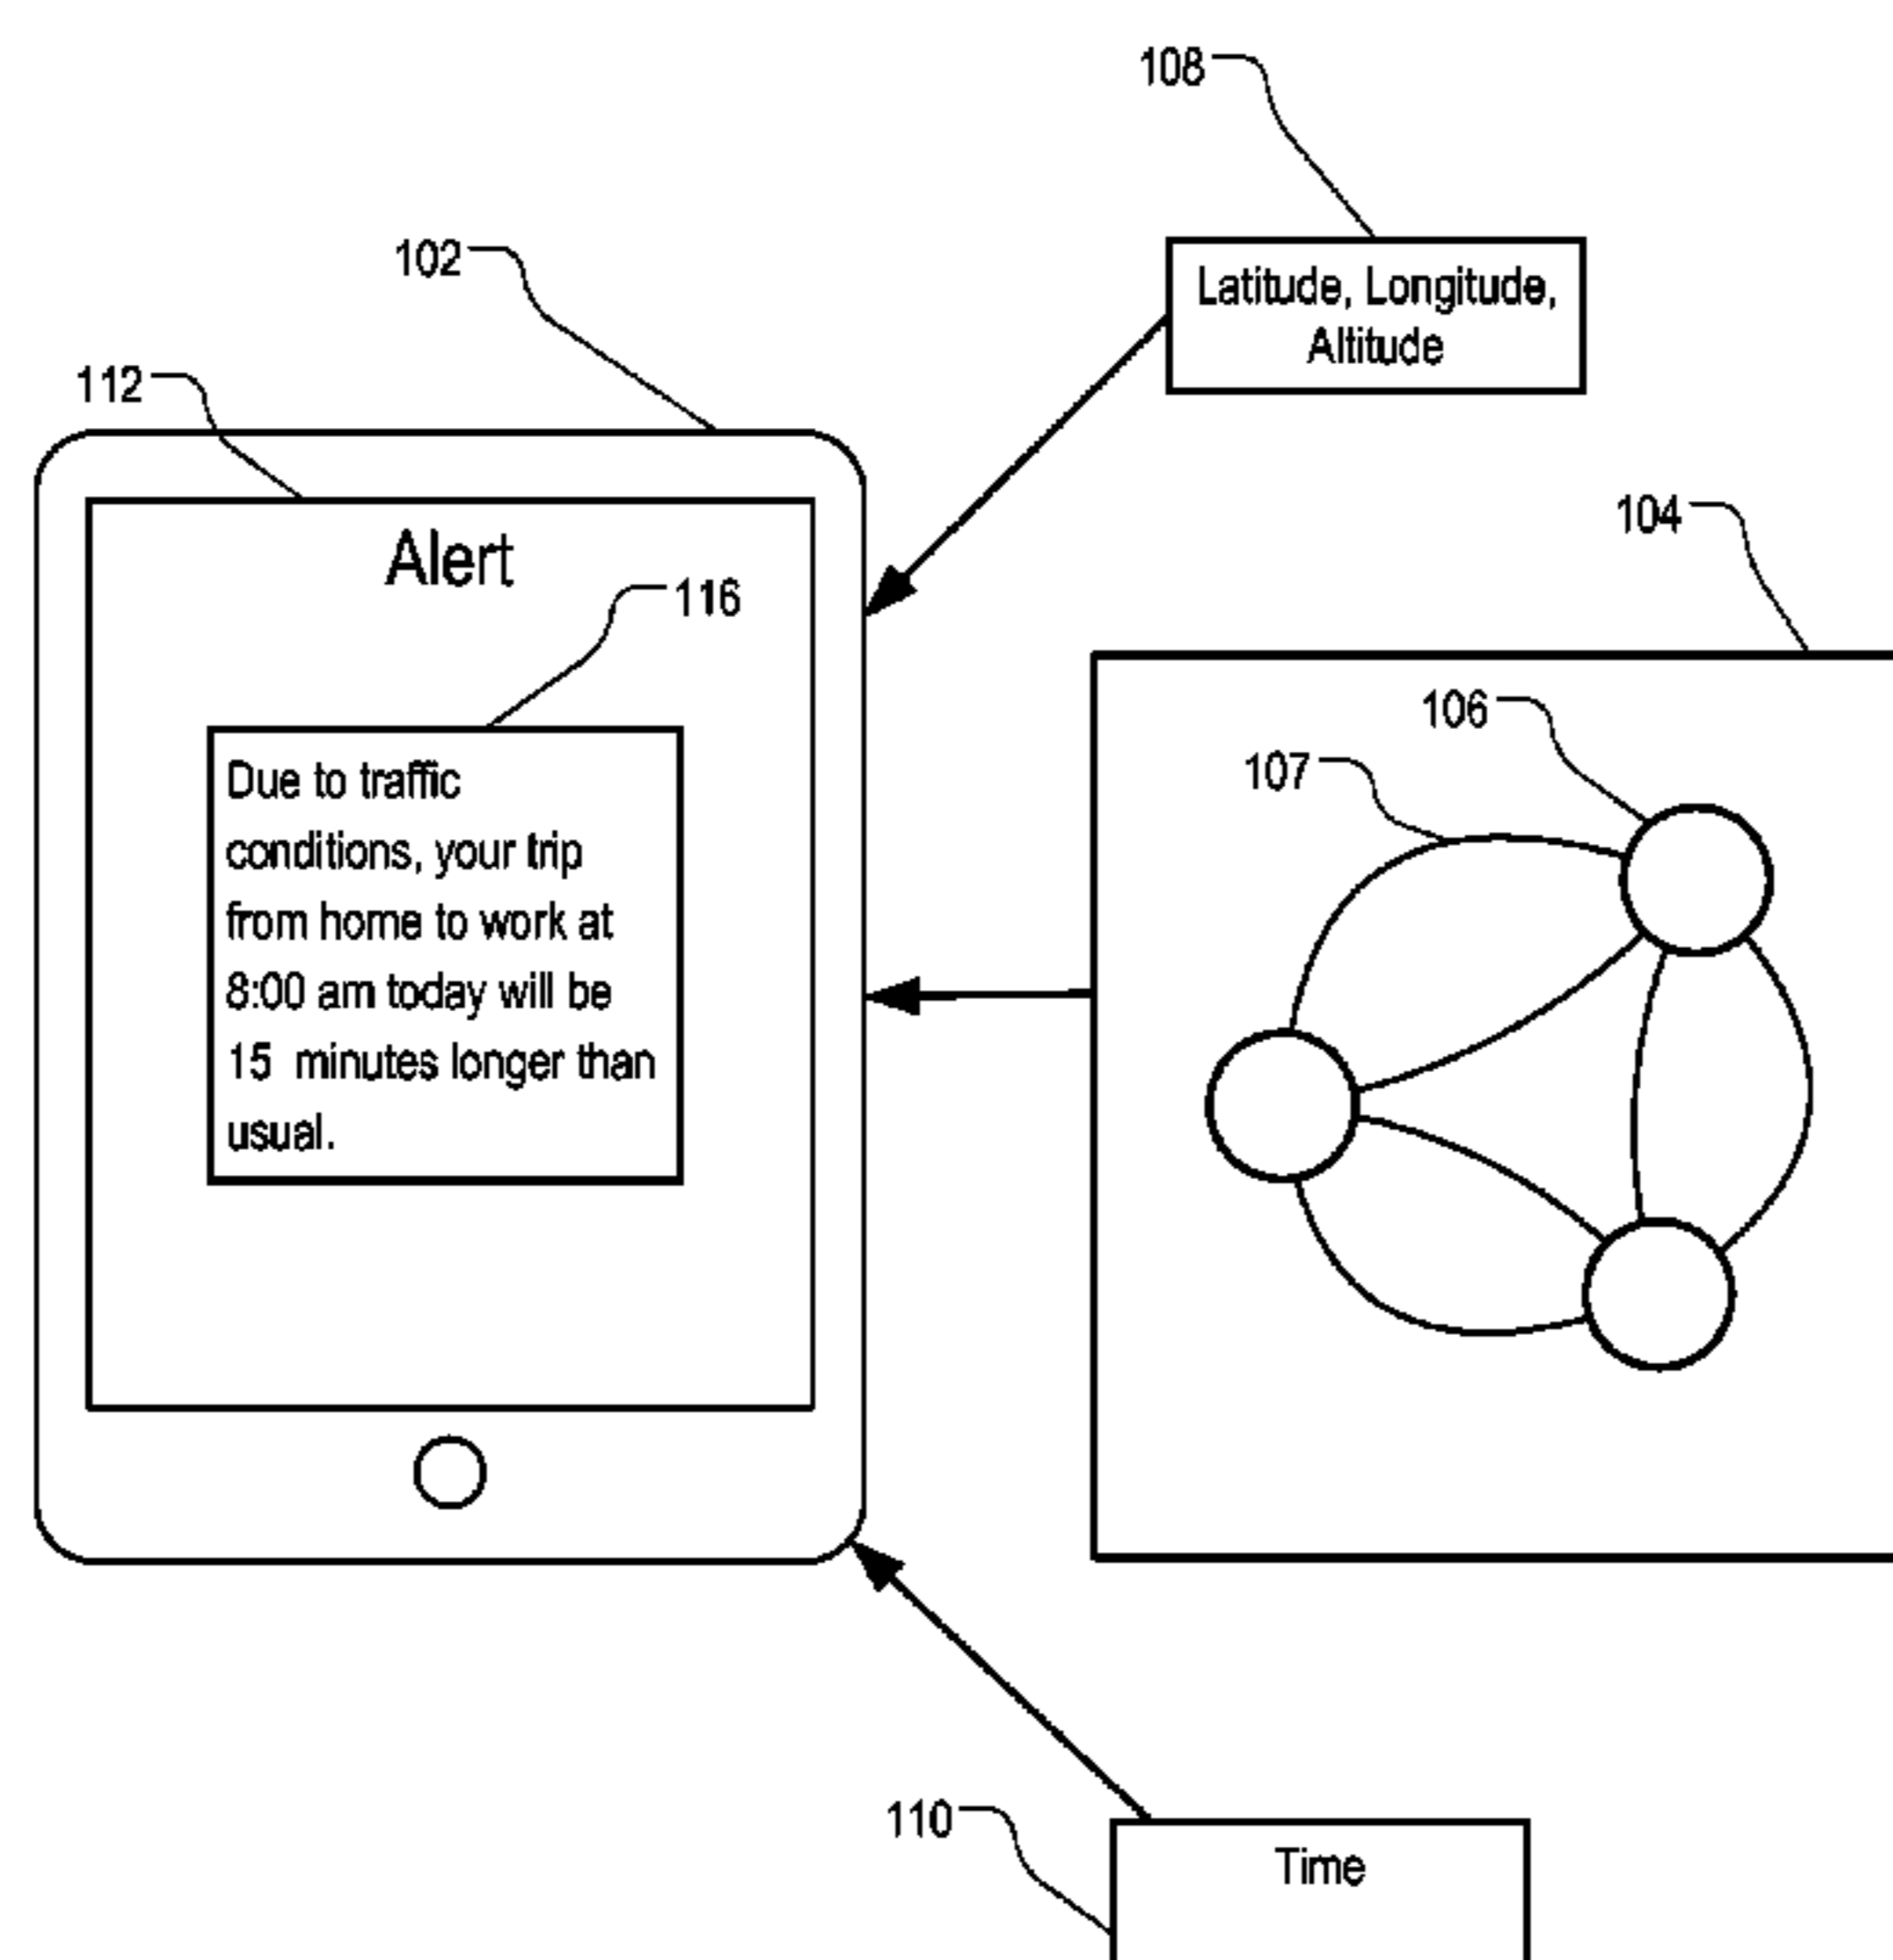 108
102
Latitude, Longitude,
Altitude
112
104
Alert
116
106
107
Due to traffic
conditions, your trip
from home to work at
8:00 am today will be
15 minutes longer than
usual.
110
Time